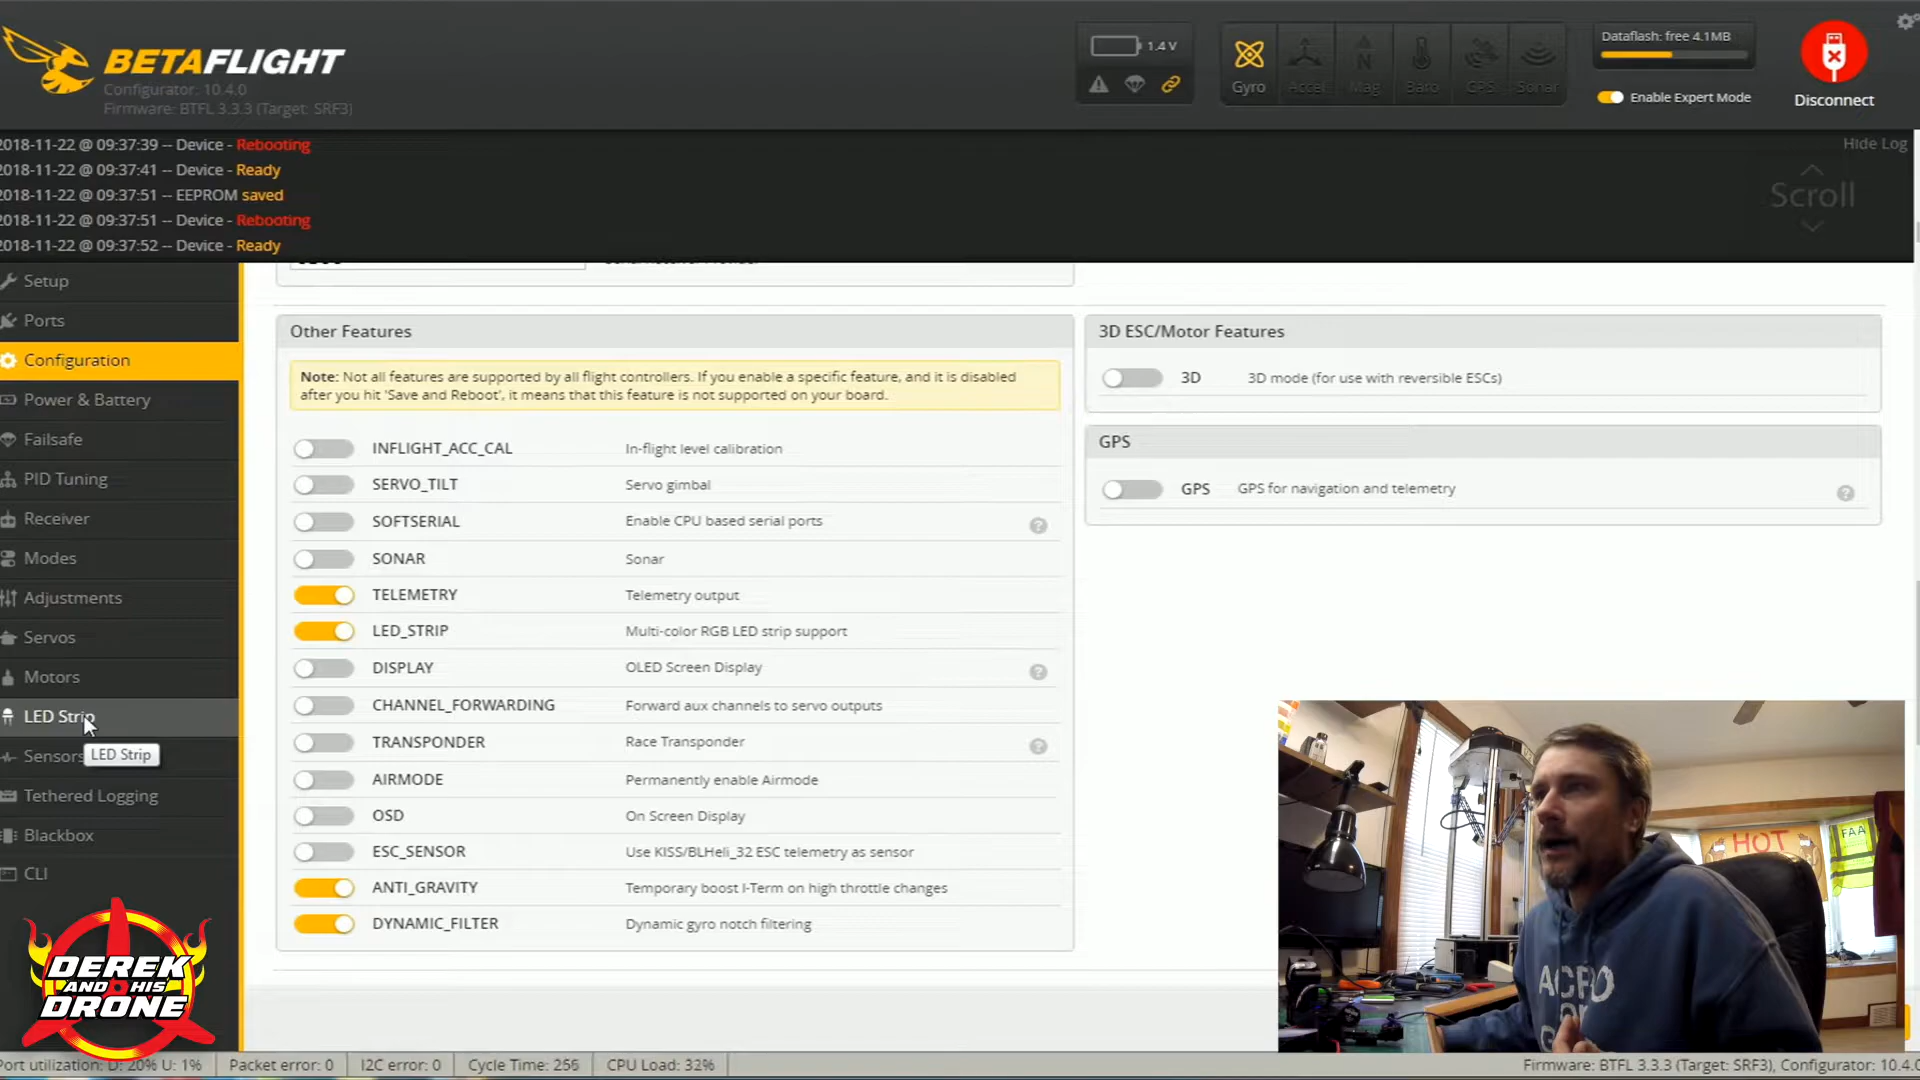 BETAFLIGHT
Configurator: 10.4.0
Firmware: BTFL 3.3.3 (Target: SRF3)
1.4 V
Gyro
Accel
Mag
Baro
GPS
Sonar
Dataflash: free 4.1MB
Enable Expert Mode
Disconnect
2018-11-22 @ 09:37:39 -- Device - Rebooting
2018-11-22 @ 09:37:41 -- Device - Ready
2018-11-22 @ 09:37:51 -- EEPROM saved
2018-11-22 @ 09:37:51 -- Device - Rebooting
2018-11-22 @ 09:37:52 -- Device - Ready
Hide Log
Scroll
Setup
Ports
Configuration
Power & Battery
Failsafe
PID Tuning
Receiver
Modes
Adjustments
Servos
Motors
LED Strip
Sensors
LED Strip
Tethered Logging
Blackbox
CLI
Other Features
Note: Not all features are supported by all flight controllers. If you enable a specific feature, and it is disabled
after you hit 'Save and Reboot', it means that this feature is not supported on your board.
INFLIGHT_ACC_CAL In-flight level calibration
SERVO_TILT Servo gimbal
SOFTSERIAL Enable CPU based serial ports ?
SONAR Sonar
TELEMETRY Telemetry output
LED_STRIP Multi-color RGB LED strip support
DISPLAY OLED Screen Display ?
CHANNEL_FORWARDING Forward aux channels to servo outputs
TRANSPONDER Race Transponder ?
AIRMODE Permanently enable Airmode
OSD On Screen Display
ESC_SENSOR Use KISS/BLHeli_32 ESC telemetry as sensor
ANTI_GRAVITY Temporary boost I-Term on high throttle changes
DYNAMIC_FILTER Dynamic gyro notch filtering
3D ESC/Motor Features
3D 3D mode (for use with reversible ESCs)
GPS
GPS GPS for navigation and telemetry ?
HOT
FAA
DEREK
AND HIS
DRONE
Port utilization: D: 20% U: 1%
Packet error: 0
I2C error: 0
Cycle Time: 256
CPU Load: 32%
Firmware: BTFL 3.3.3 (Target: SRF3), Configurator: 10.4.0